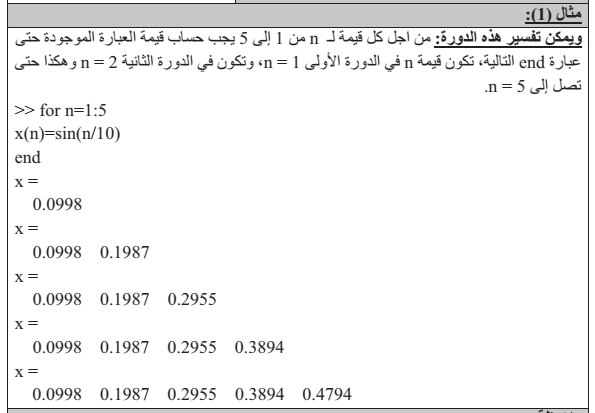 مثال (1):
ويمكن تفسير هذه الدورة: من اجل كل قيمة لـ n من 1 إلى 5 يجب حساب قيمة العبارة الموجودة حتى
عبارة end التالية، تكون قيمة n في الدورة الأولى n = 1، وتكون في الدورة الثانية n = 2 وهكذا حتى
تصل إلى n = 5.
>> for n=1:5
x(n)=sin(n/10)
end
x =
0.0998
x =
0.0998 0.1987
x =
0.0998 0.1987 0.2955
x =
0.0998 0.1987 0.2955 0.3894
x =
0.0998 0.1987 0.2955 0.3894 0.4794